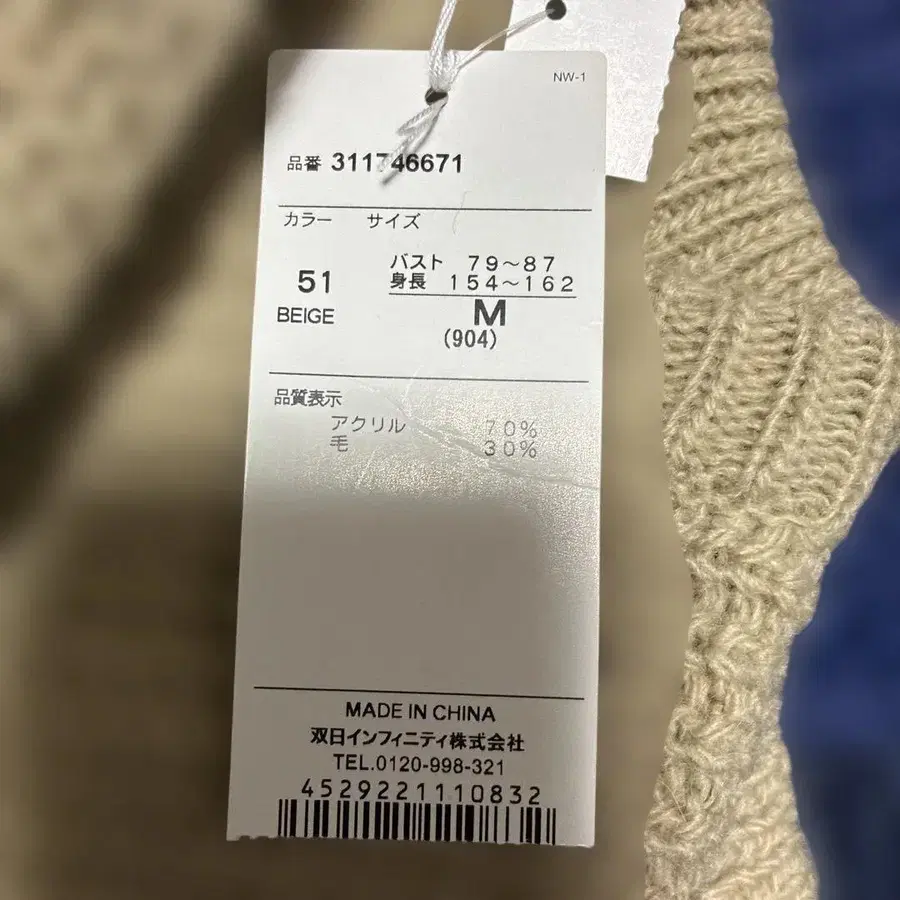 NW-1
品番 311746671
カラー サイズ
バスト 79～87
51 身長 154～162
BEIGE M
(904)
品質表示
アクリル 70%
毛 30%
MADE IN CHINA
双日インフィニティ株式会社
TEL.0120-998-321
4529221110832